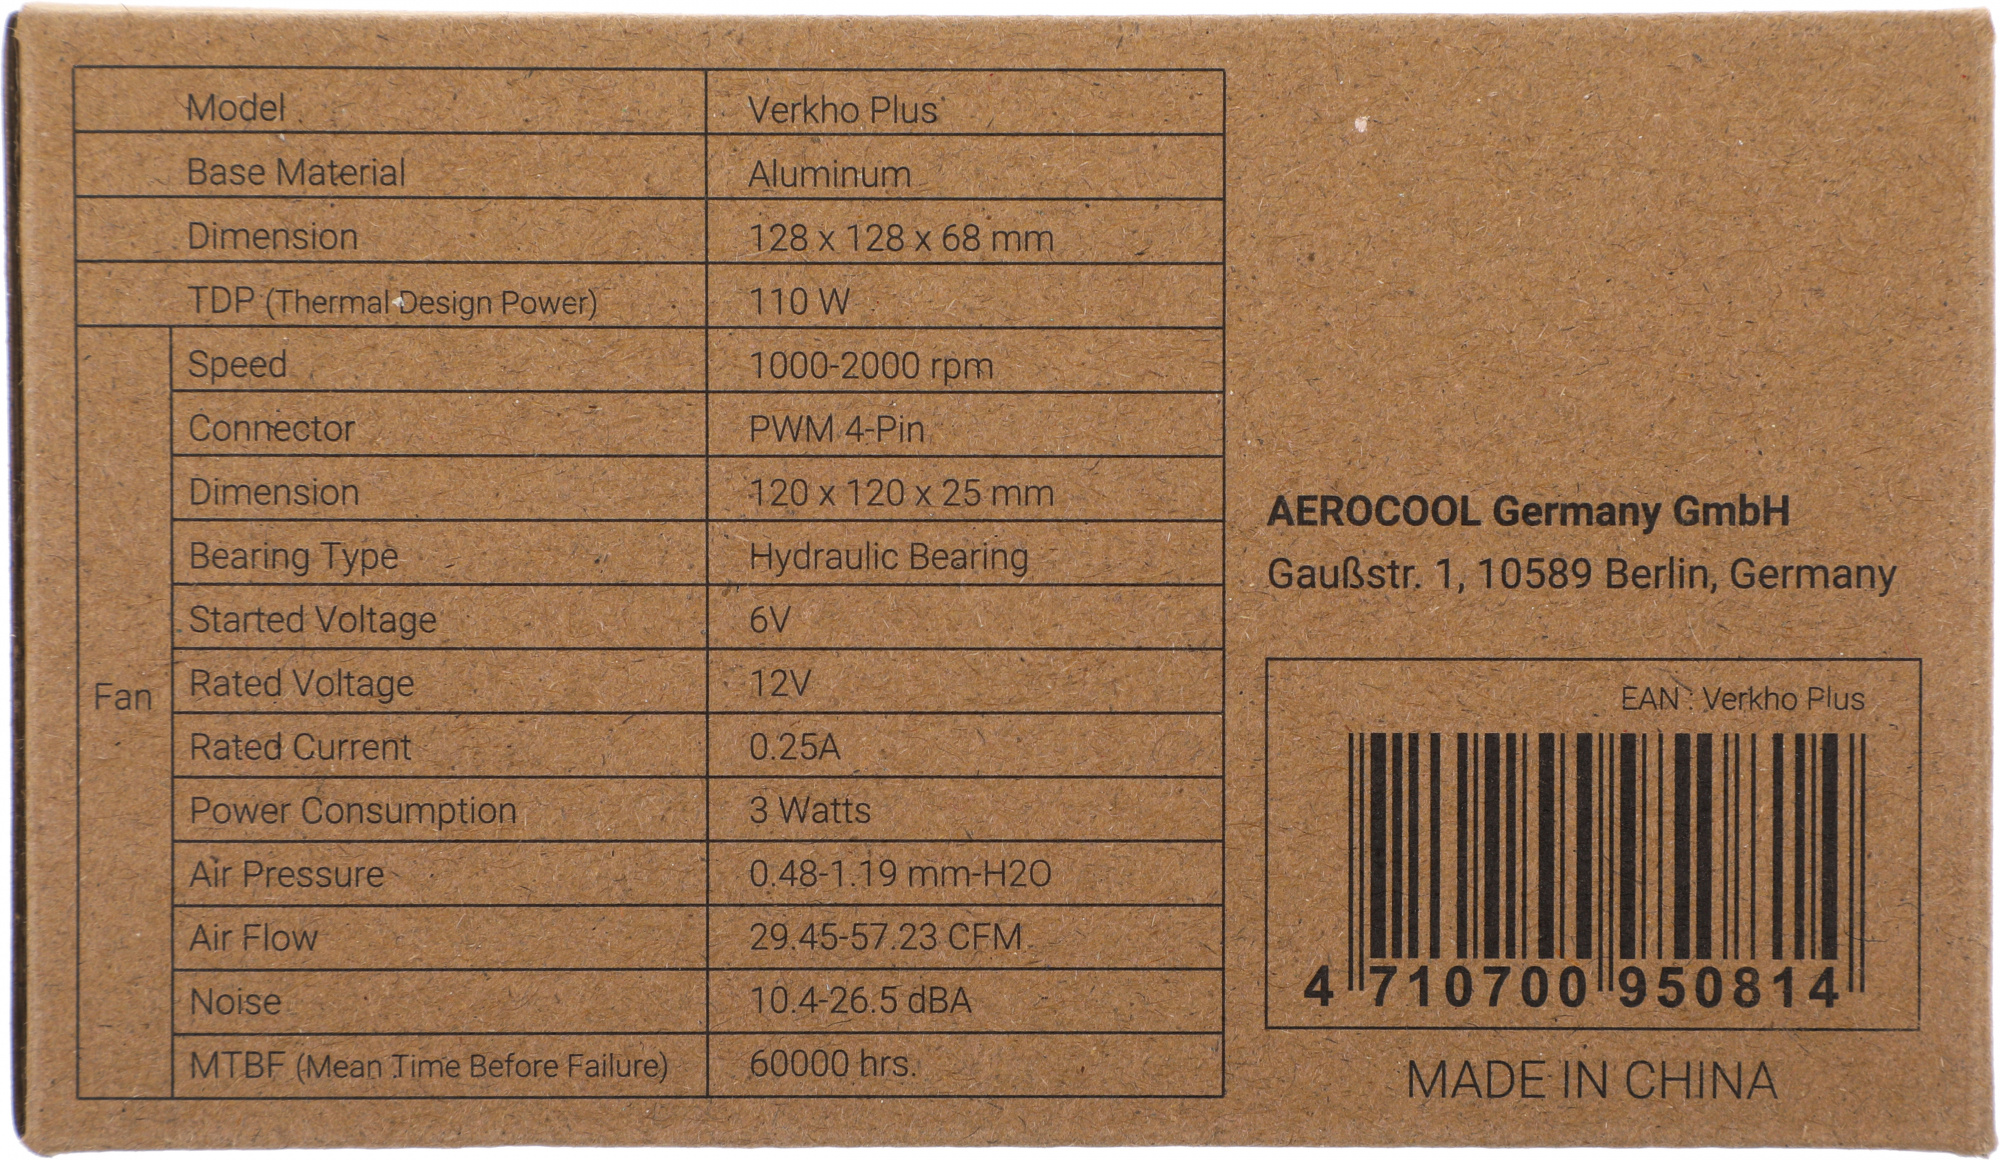 Model Verkho Plus
Base Material Aluminum
Dimension 128 x 128 x 68 mm
TDP (Thermal Design Power) 110 W
Fan
Speed 1000-2000 rpm
Connector PWM 4-Pin
Dimension 120 x 120 x 25 mm
Bearing Type Hydraulic Bearing
Started Voltage 6V
Rated Voltage 12V
Rated Current 0.25A
Power Consumption 3 Watts
Air Pressure 0.48-1.19 mm-H2O
Air Flow 29.45-57.23 CFM
Noise 10.4-26.5 dBA
MTBF (Mean Time Before Failure) 60000 hrs.
AEROCOOL Germany GmbH
Gaußstr. 1, 10589 Berlin, Germany
EAN : Verkho Plus
4 710700 950814
MADE IN CHINA